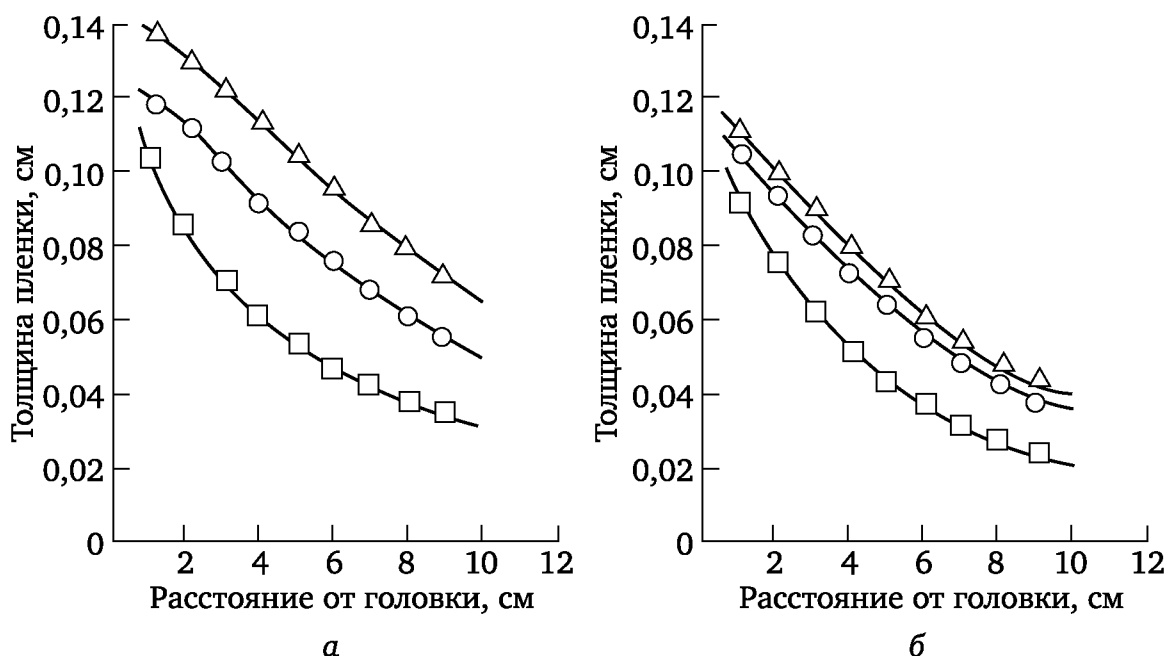 Толщина пленки, см
0,14
0,12
0,10
0,08
0,06
0,04
0,02
0
2 4 6 8 10 12
Расстояние от головки, см
а
Толщина пленки, см
0,14
0,12
0,10
0,08
0,06
0,04
0,02
0
2 4 6 8 10 12
Расстояние от головки, см
б